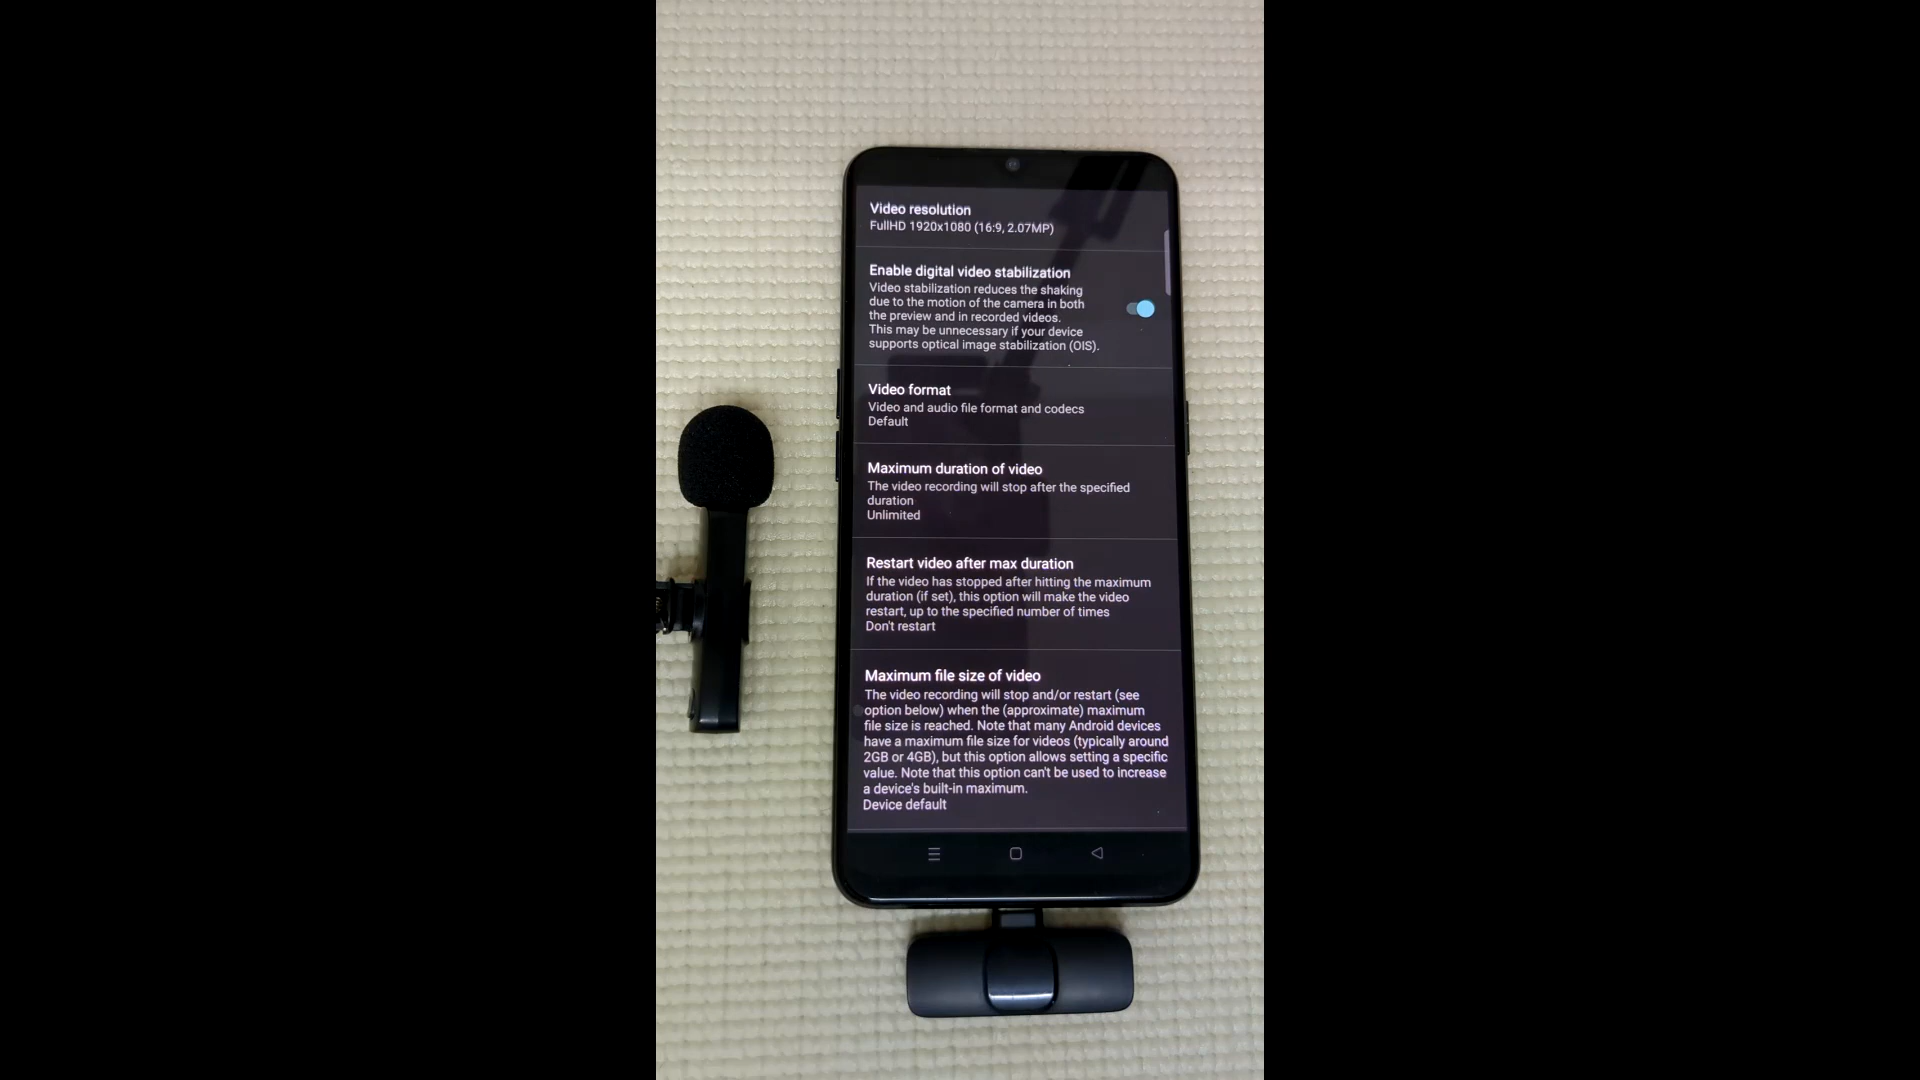 Video resolution
FullHD 1920x1080 (16:9, 2.07MP)
Enable digital video stabilization
Video stabilization reduces the shaking
due to the motion of the camera in both
the preview and in recorded videos.
This may be unnecessary if your device
supports optical image stabilization (OIS).
Video format
Video and audio file format and codecs
Default
Maximum duration of video
The video recording will stop after the specified
duration
Unlimited
Restart video after max duration
If the video has stopped after hitting the maximum
duration (if set), this option will make the video
restart, up to the specified number of times
Don't restart
Maximum file size of video
The video recording will stop and/or restart (see
option below) when the (approximate) maximum
file size is reached. Note that many Android devices
have a maximum file size for videos (typically around
2GB or 4GB), but this option allows setting a specific
value. Note that this option can't be used to increase
a device's built-in maximum.
Device default